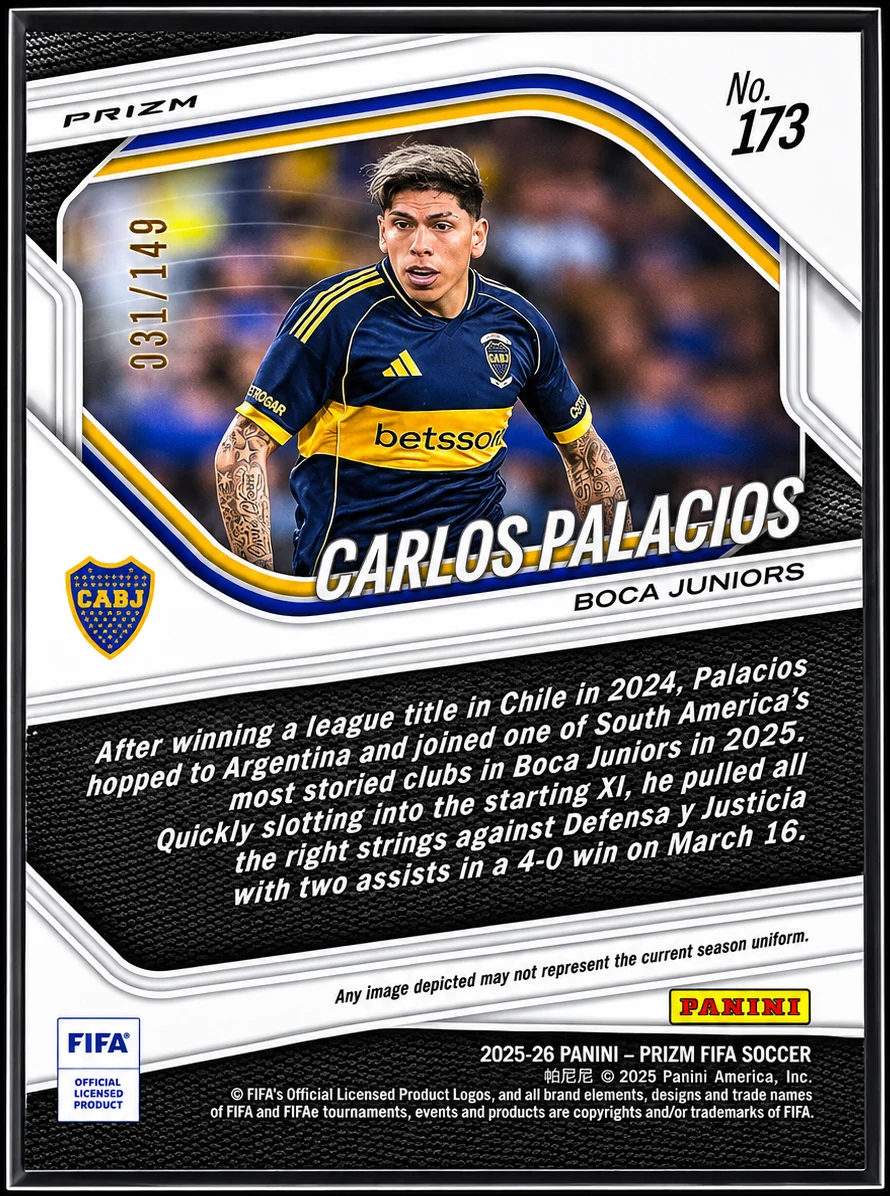 PRIZM
No.
173
031/149
CABJ
ETROGAR
betsson
CARLOS PALACIOS
BOCA JUNIORS
CABJ
After winning a league title in Chile in 2024, Palacios
hopped to Argentina and joined one of South America's
most storied clubs in Boca Juniors in 2025.
Quickly slotting into the starting XI, he pulled all
the right strings against Defensa y Justicia
with two assists in a 4-0 win on March 16.
Any image depicted may not represent the current season uniform.
PANINI
FIFA®
OFFICIAL
LICENSED
PRODUCT
2025-26 PANINI – PRIZM FIFA SOCCER
帕尼尼 © 2025 Panini America, Inc.
© FIFA's Official Licensed Product Logos, and all brand elements, designs and trade names
of FIFA and FIFAe tournaments, events and products are copyrights and/or trademarks of FIFA.